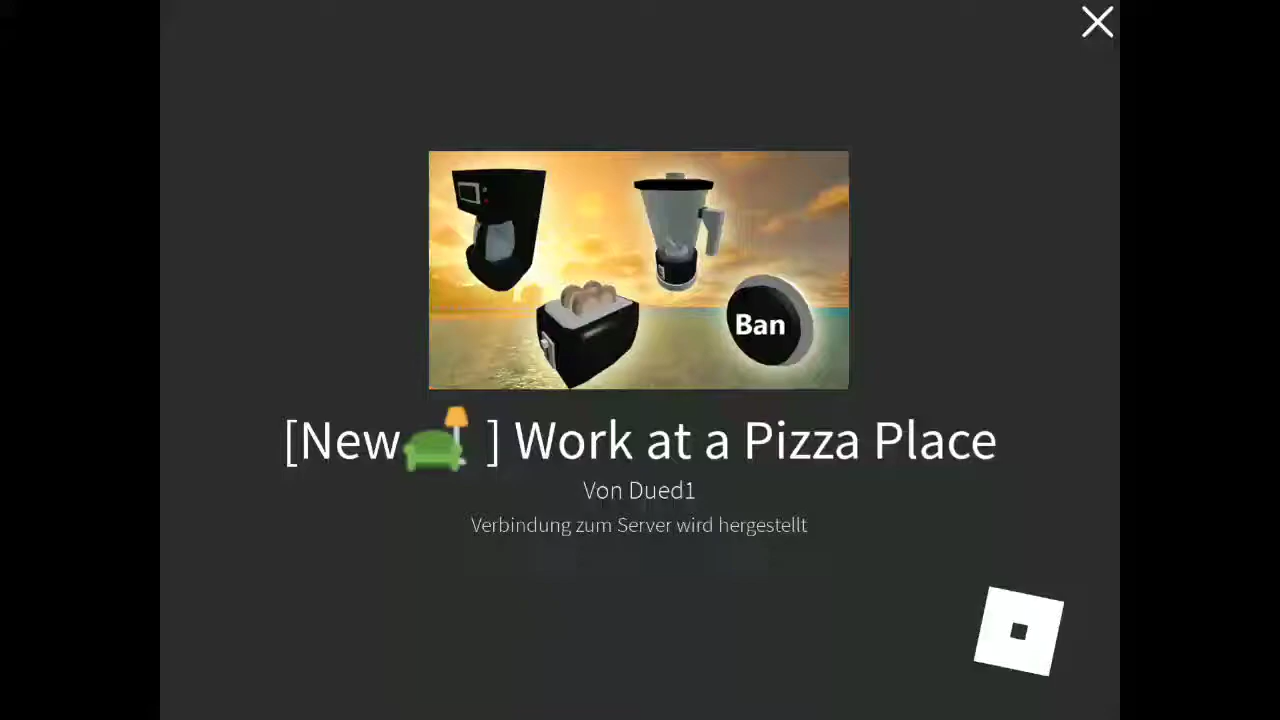 Ban
[New🛋️ ] Work at a Pizza Place
Von Dued1
Verbindung zum Server wird hergestellt